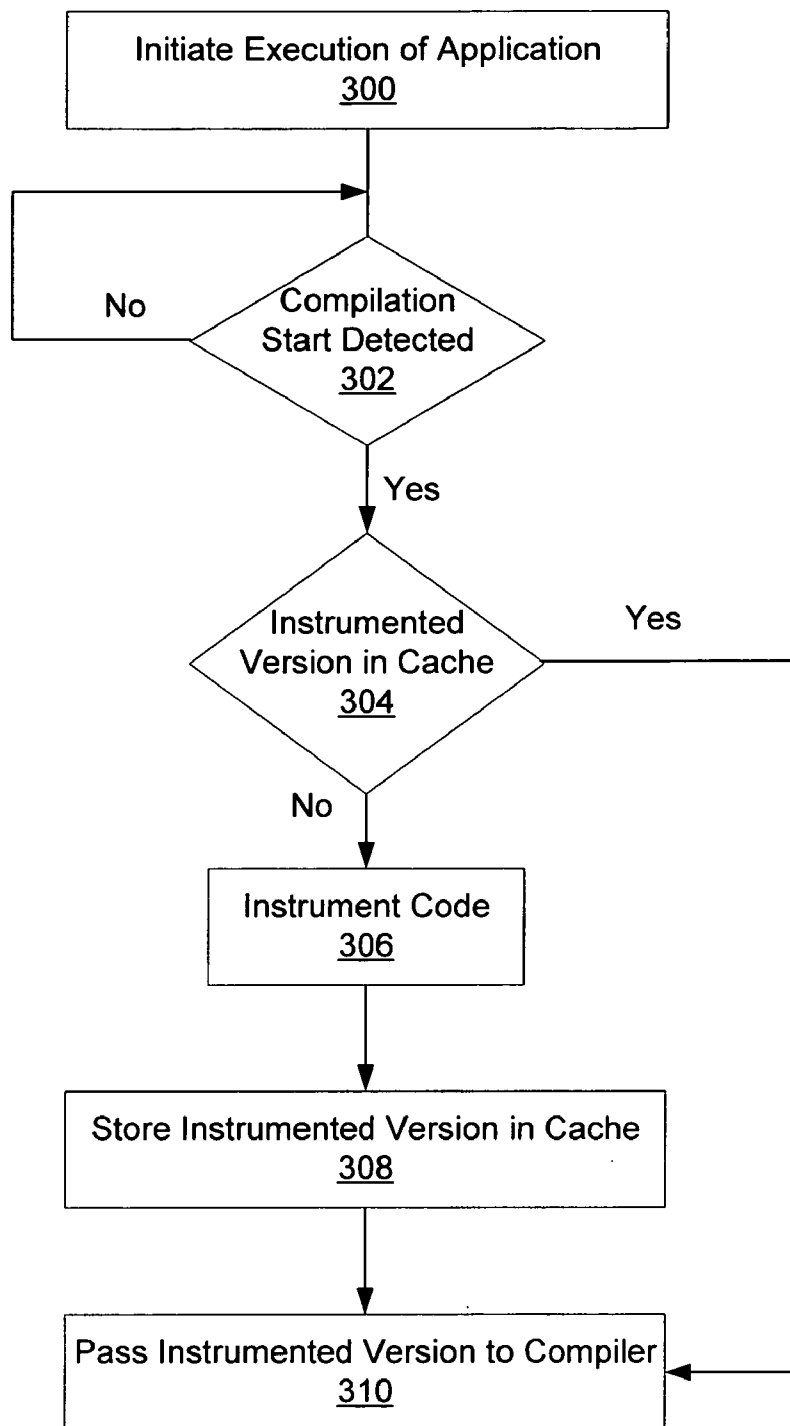 Initiate Execution of Application
300
No
Compilation
Start Detected
302
Yes
Instrumented
Version in Cache
304
Yes
No
Instrument Code
306
Store Instrumented Version in Cache
308
Pass Instrumented Version to Compiler
310